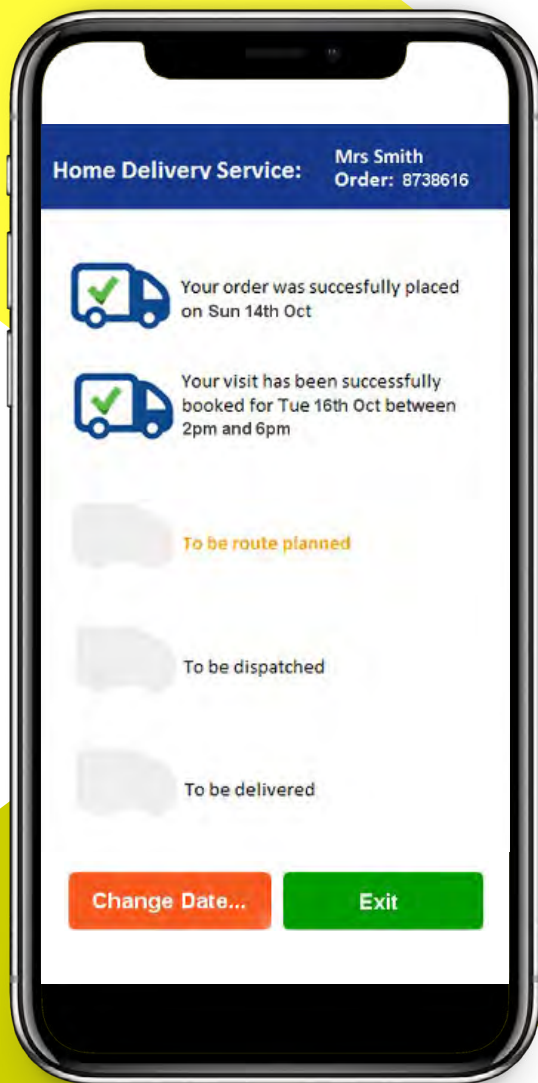 Home Delivery Service:
Mrs Smith
Order: 8738616
Your order was succesfully placed
on Sun 14th Oct
Your visit has been successfully
booked for Tue 16th Oct between
2pm and 6pm
To be route planned
To be dispatched
To be delivered
Change Date...
Exit